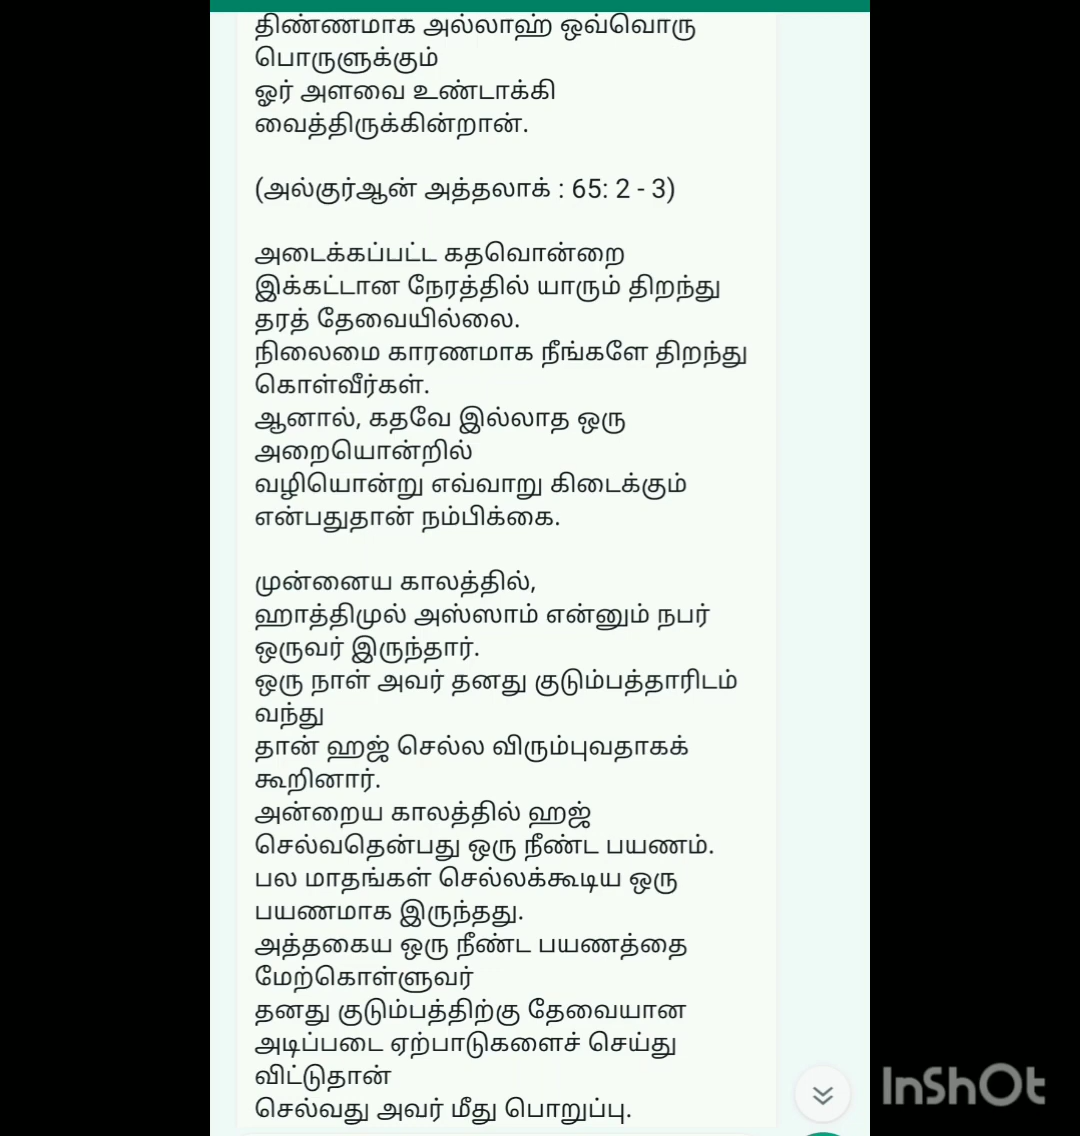 திண்ணமாக அல்லாஹ் ஒவ்வொரு
பொருளுக்கும்
ஓர் அளவை உண்டாக்கி
வைத்திருக்கின்றான்.
(அல்குர்ஆன் அத்தலாக் : 65: 2 - 3)
அடைக்கப்பட்ட கதவொன்றை
இக்கட்டான நேரத்தில் யாரும் திறந்து
தரத் தேவையில்லை.
நிலைமை காரணமாக நீங்களே திறந்து
கொள்வீர்கள்.
ஆனால், கதவே இல்லாத ஒரு
அறையொன்றில்
வழியொன்று எவ்வாறு கிடைக்கும்
என்பதுதான் நம்பிக்கை.
முன்னைய காலத்தில்,
ஹாத்திமுல் அஸ்ஸாம் என்னும் நபர்
ஒருவர் இருந்தார்.
ஒரு நாள் அவர் தனது குடும்பத்தாரிடம்
வந்து
தான் ஹஜ் செல்ல விரும்புவதாகக்
கூறினார்.
அன்றைய காலத்தில் ஹஜ்
செல்வதென்பது ஒரு நீண்ட பயணம்.
பல மாதங்கள் செல்லக்கூடிய ஒரு
பயணமாக இருந்தது.
அத்தகைய ஒரு நீண்ட பயணத்தை
மேற்கொள்ளுவர்
தனது குடும்பத்திற்கு தேவையான
அடிப்படை ஏற்பாடுகளைச் செய்து
விட்டுதான்
செல்வது அவர் மீது பொறுப்பு.
InShOt